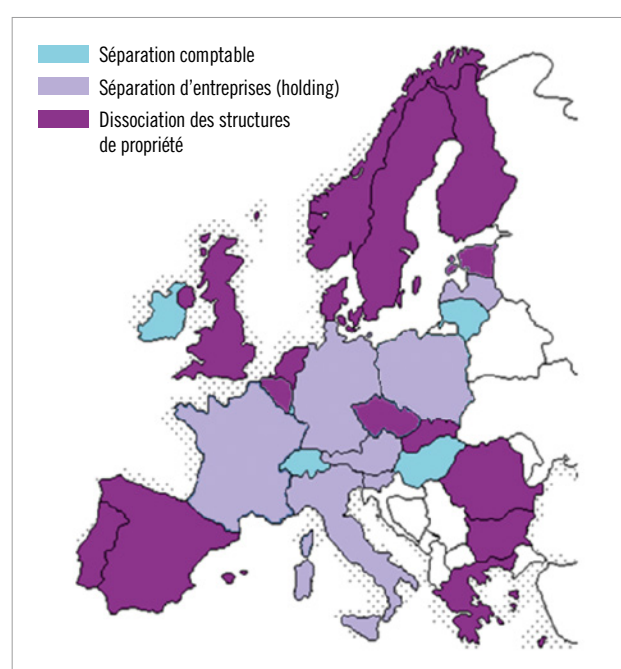 Séparation comptable
Séparation d’entreprises (holding)
Dissociation des structures
de propriété